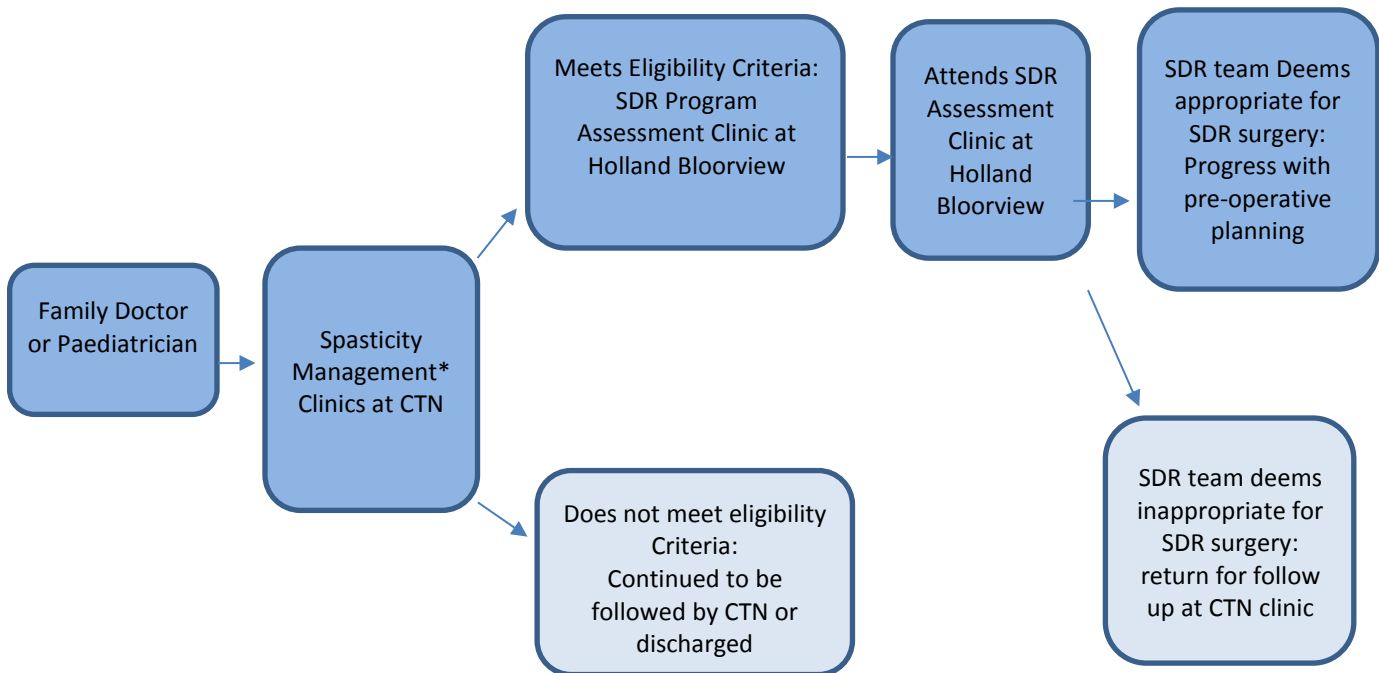 Family Doctor
or Paediatrician
Spasticity
Management*
Clinics at CTN
Meets Eligibility Criteria:
SDR Program
Assessment Clinic at
Holland Bloorview
Does not meet eligibility
Criteria:
Continued to be
followed by CTN or
discharged
Attends SDR
Assessment
Clinic at
Holland
Bloorview
SDR team Deems
appropriate for
SDR surgery:
Progress with
pre-operative
planning
SDR team deems
inappropriate for
SDR surgery:
return for follow
up at CTN clinic